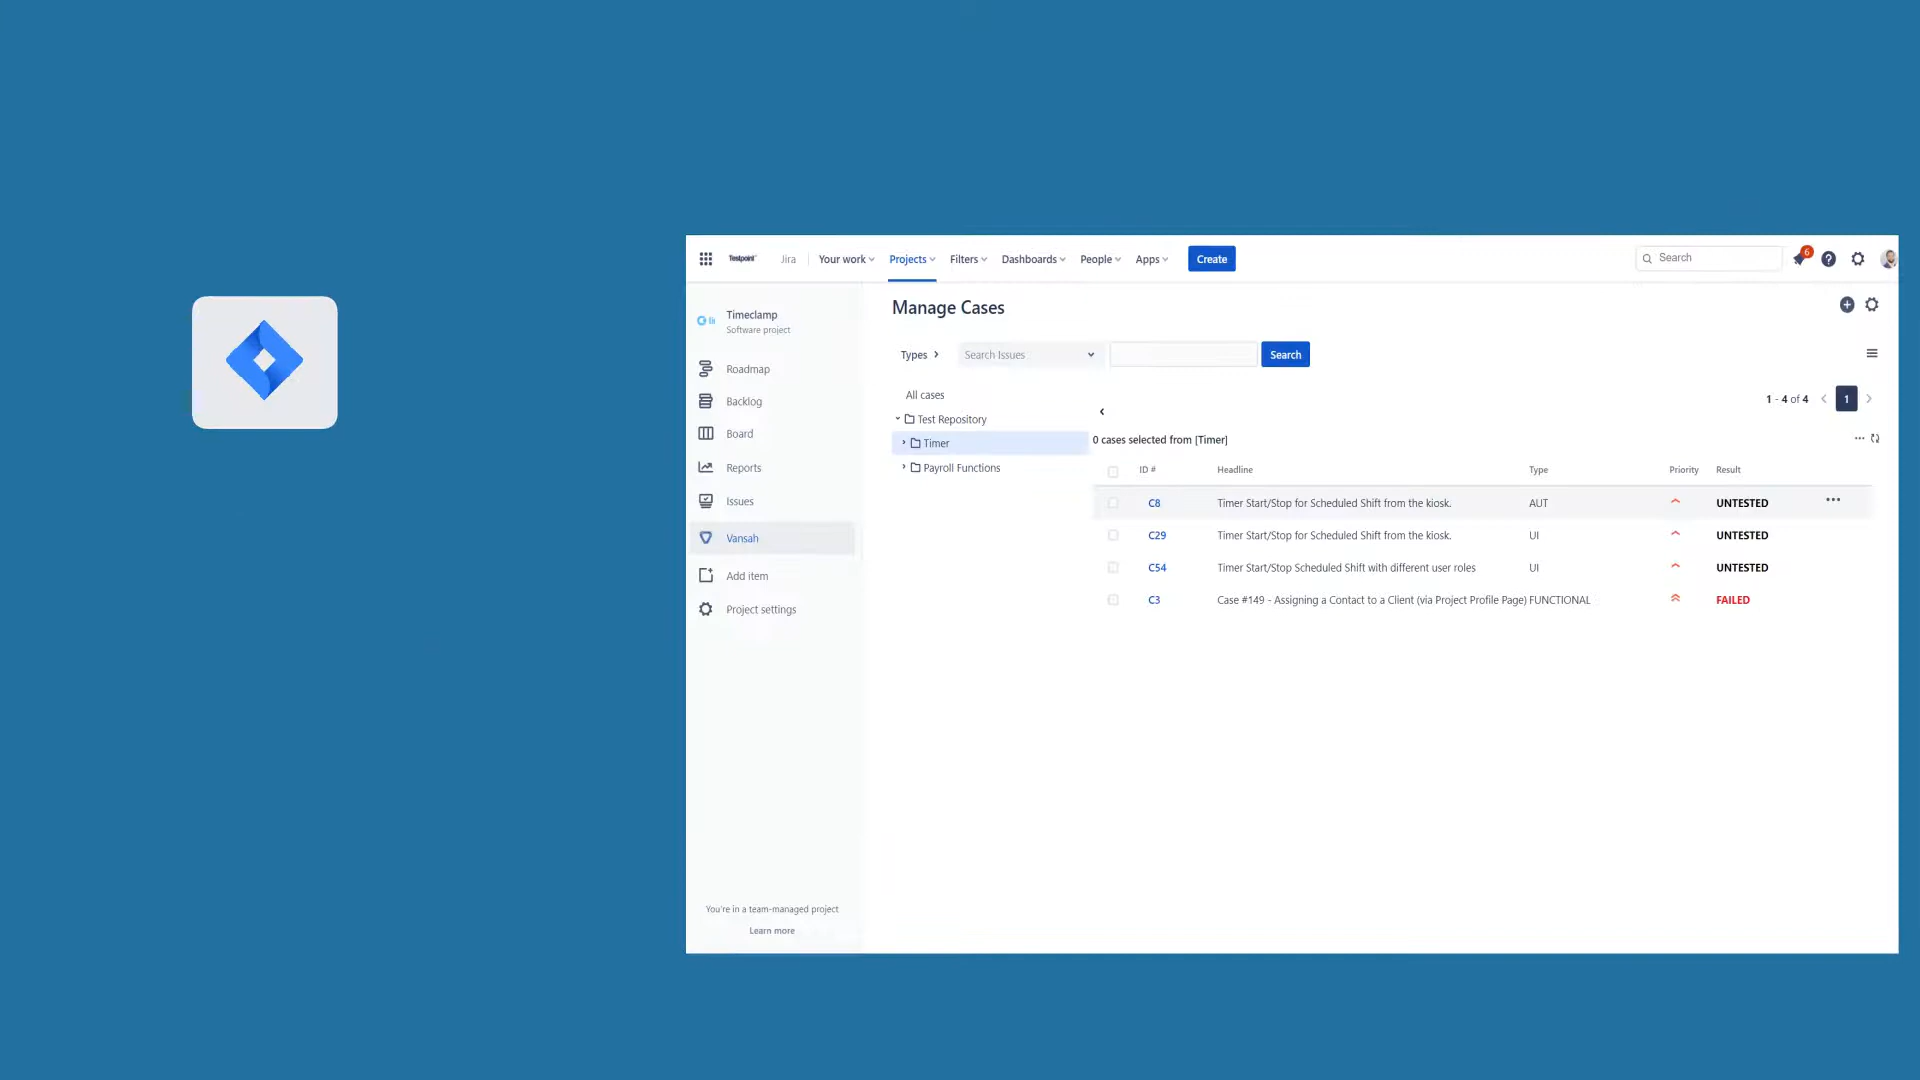 Testpoint Jira Your work Projects Filters Dashboards People Apps Create Search 6
Timeclamp
Software project
Roadmap
Backlog
Board
Reports
Issues
Vansah
Add item
Project settings
You're in a team-managed project
Learn more
Manage Cases
Types Search Issues Search
All cases
Test Repository
Timer
Payroll Functions
1 - 4 of 4 1
0 cases selected from [Timer]
ID # Headline Type Priority Result
C8 Timer Start/Stop for Scheduled Shift from the kiosk. AUT UNTESTED
C29 Timer Start/Stop for Scheduled Shift from the kiosk. UI UNTESTED
C54 Timer Start/Stop Scheduled Shift with different user roles UI UNTESTED
C3 Case #149 - Assigning a Contact to a Client (via Project Profile Page) FUNCTIONAL FAILED